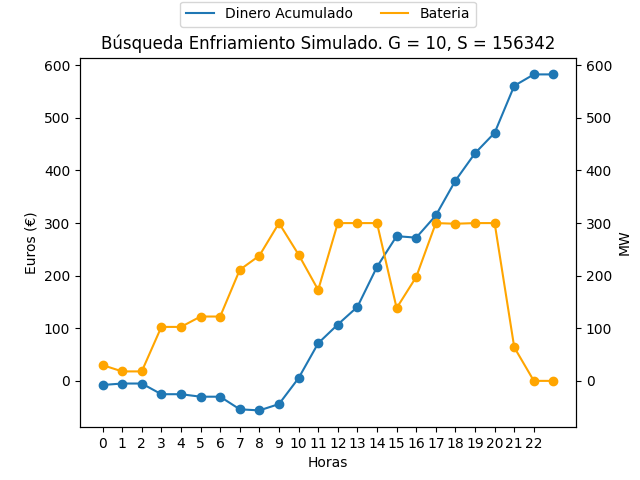 Dinero Acumulado Bateria
Búsqueda Enfriamiento Simulado. G = 10, S = 156342
600 600
500 500
400 400
300 300
200 200
100 100
0 0
Euros (€)
MW
0 1 2 3 4 5 6 7 8 9 10 11 12 13 14 15 16 17 18 19 20 21 22
Horas